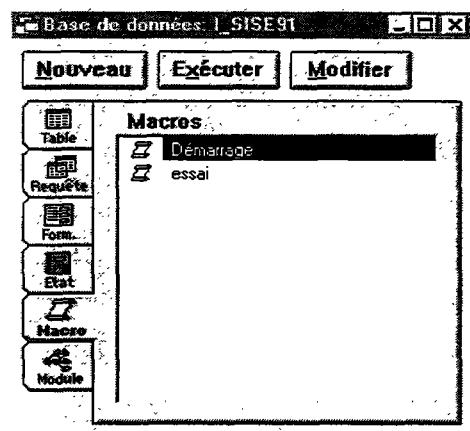 Base de données: I_SISE91
Nouveau Exécuter Modifier
Table
Requête
Form.
Etat
Macro
Module
Macros
Démarrage
essai